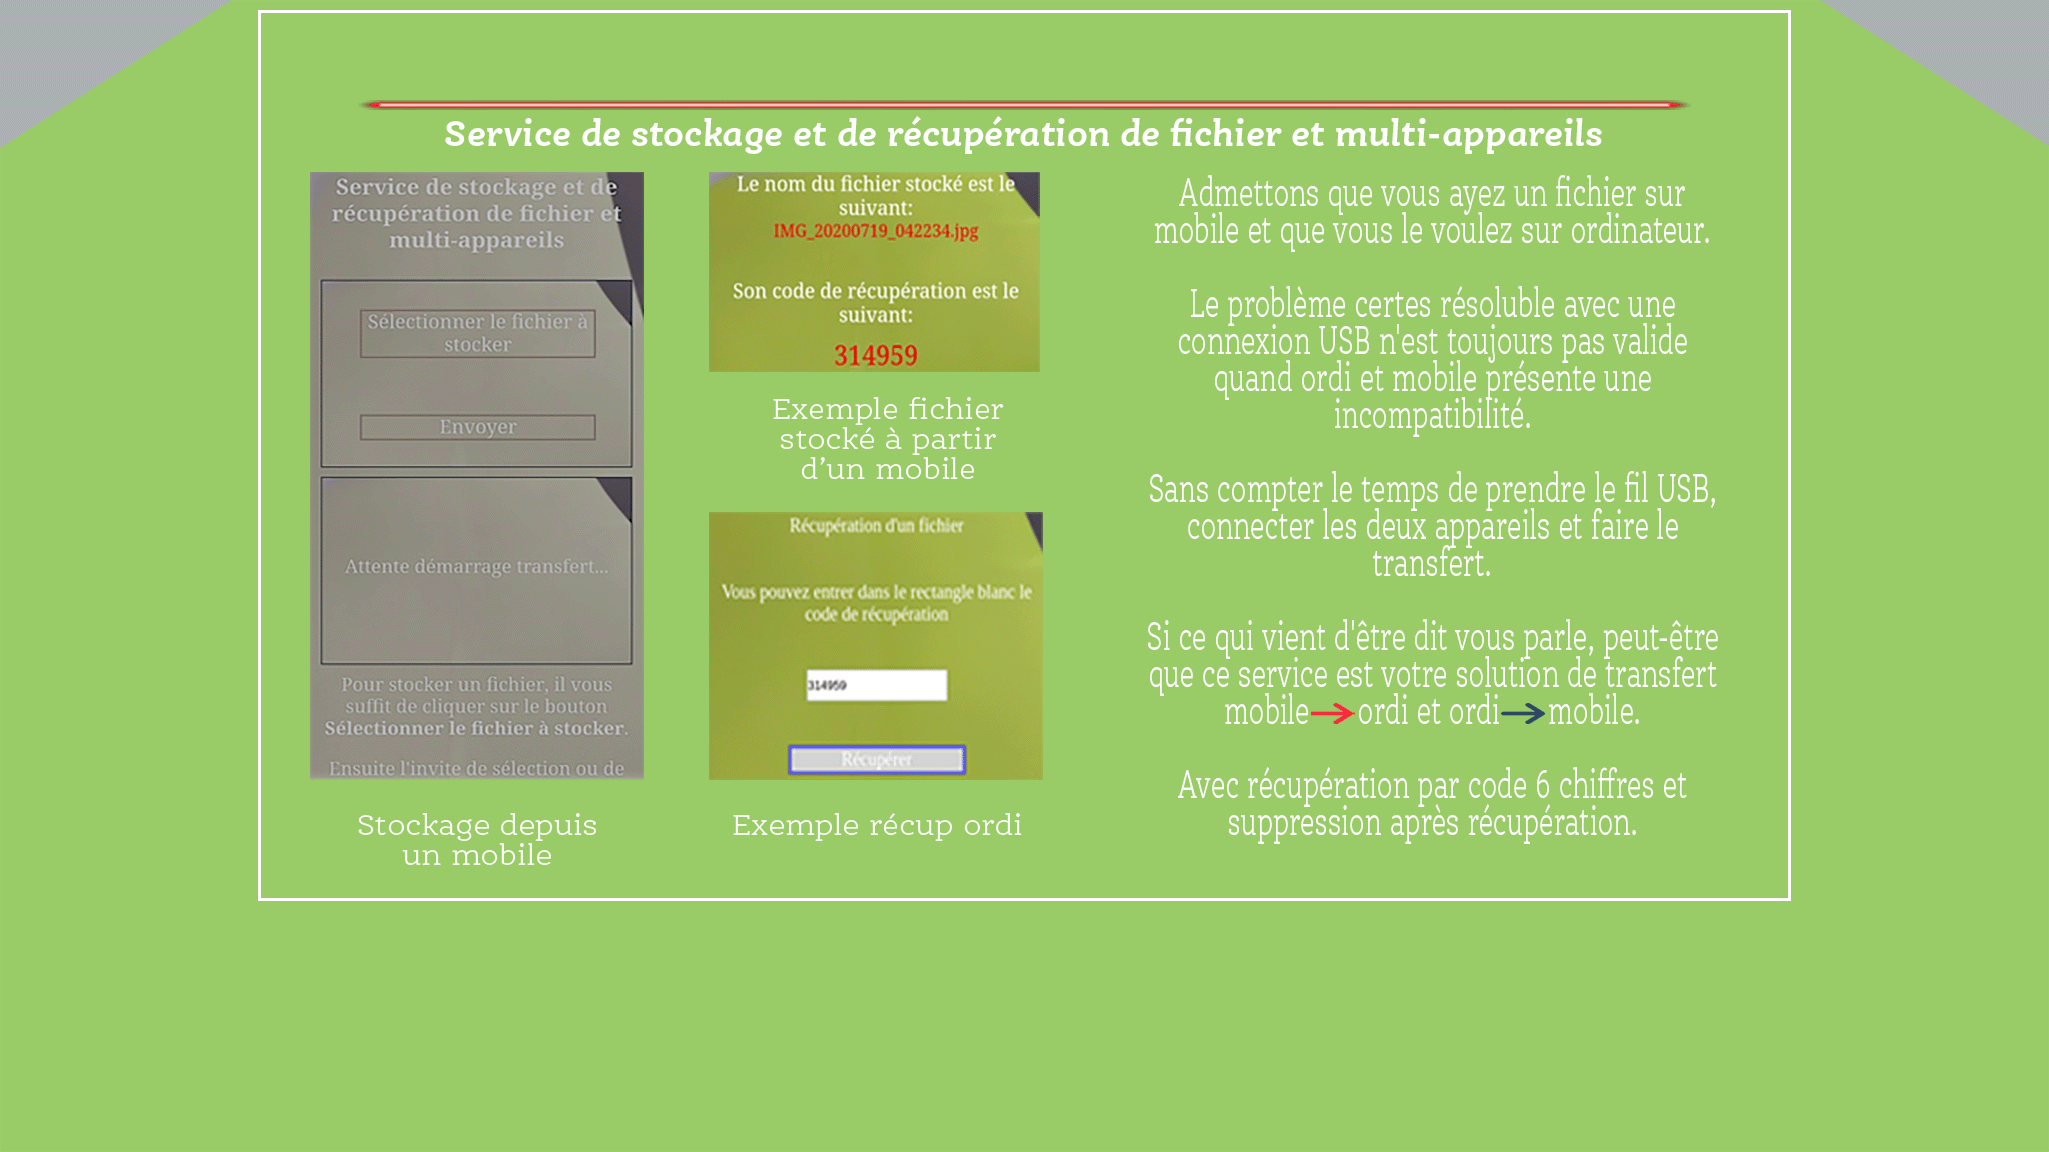 Service de stockage et de récupération de fichier et multi-appareils
Service de stockage et de
récupération de fichier et
multi-appareils
Sélectionner le fichier à
stocker
Envoyer
Attente démarrage transfert...
Pour stocker un fichier, il vous
suffit de cliquer sur le bouton
Sélectionner le fichier à stocker.
Ensuite l'invite de sélection ou de
Stockage depuis
un mobile
Le nom du fichier stocké est le
suivant:
IMG_20200719_042234.jpg
Son code de récupération est le
suivant:
314959
Exemple fichier
stocké à partir
d’un mobile
Récupération d'un fichier
Vous pouvez entrer dans le rectangle blanc le
code de récupération
314959
Récupérer
Exemple récup ordi
Admettons que vous ayez un fichier sur
mobile et que vous le voulez sur ordinateur.
Le problème certes résoluble avec une
connexion USB n'est toujours pas valide
quand ordi et mobile présente une
incompatibilité.
Sans compter le temps de prendre le fil USB,
connecter les deux appareils et faire le
transfert.
Si ce qui vient d'être dit vous parle, peut-être
que ce service est votre solution de transfert
mobile→ordi et ordi→mobile.
Avec récupération par code 6 chiffres et
suppression après récupération.